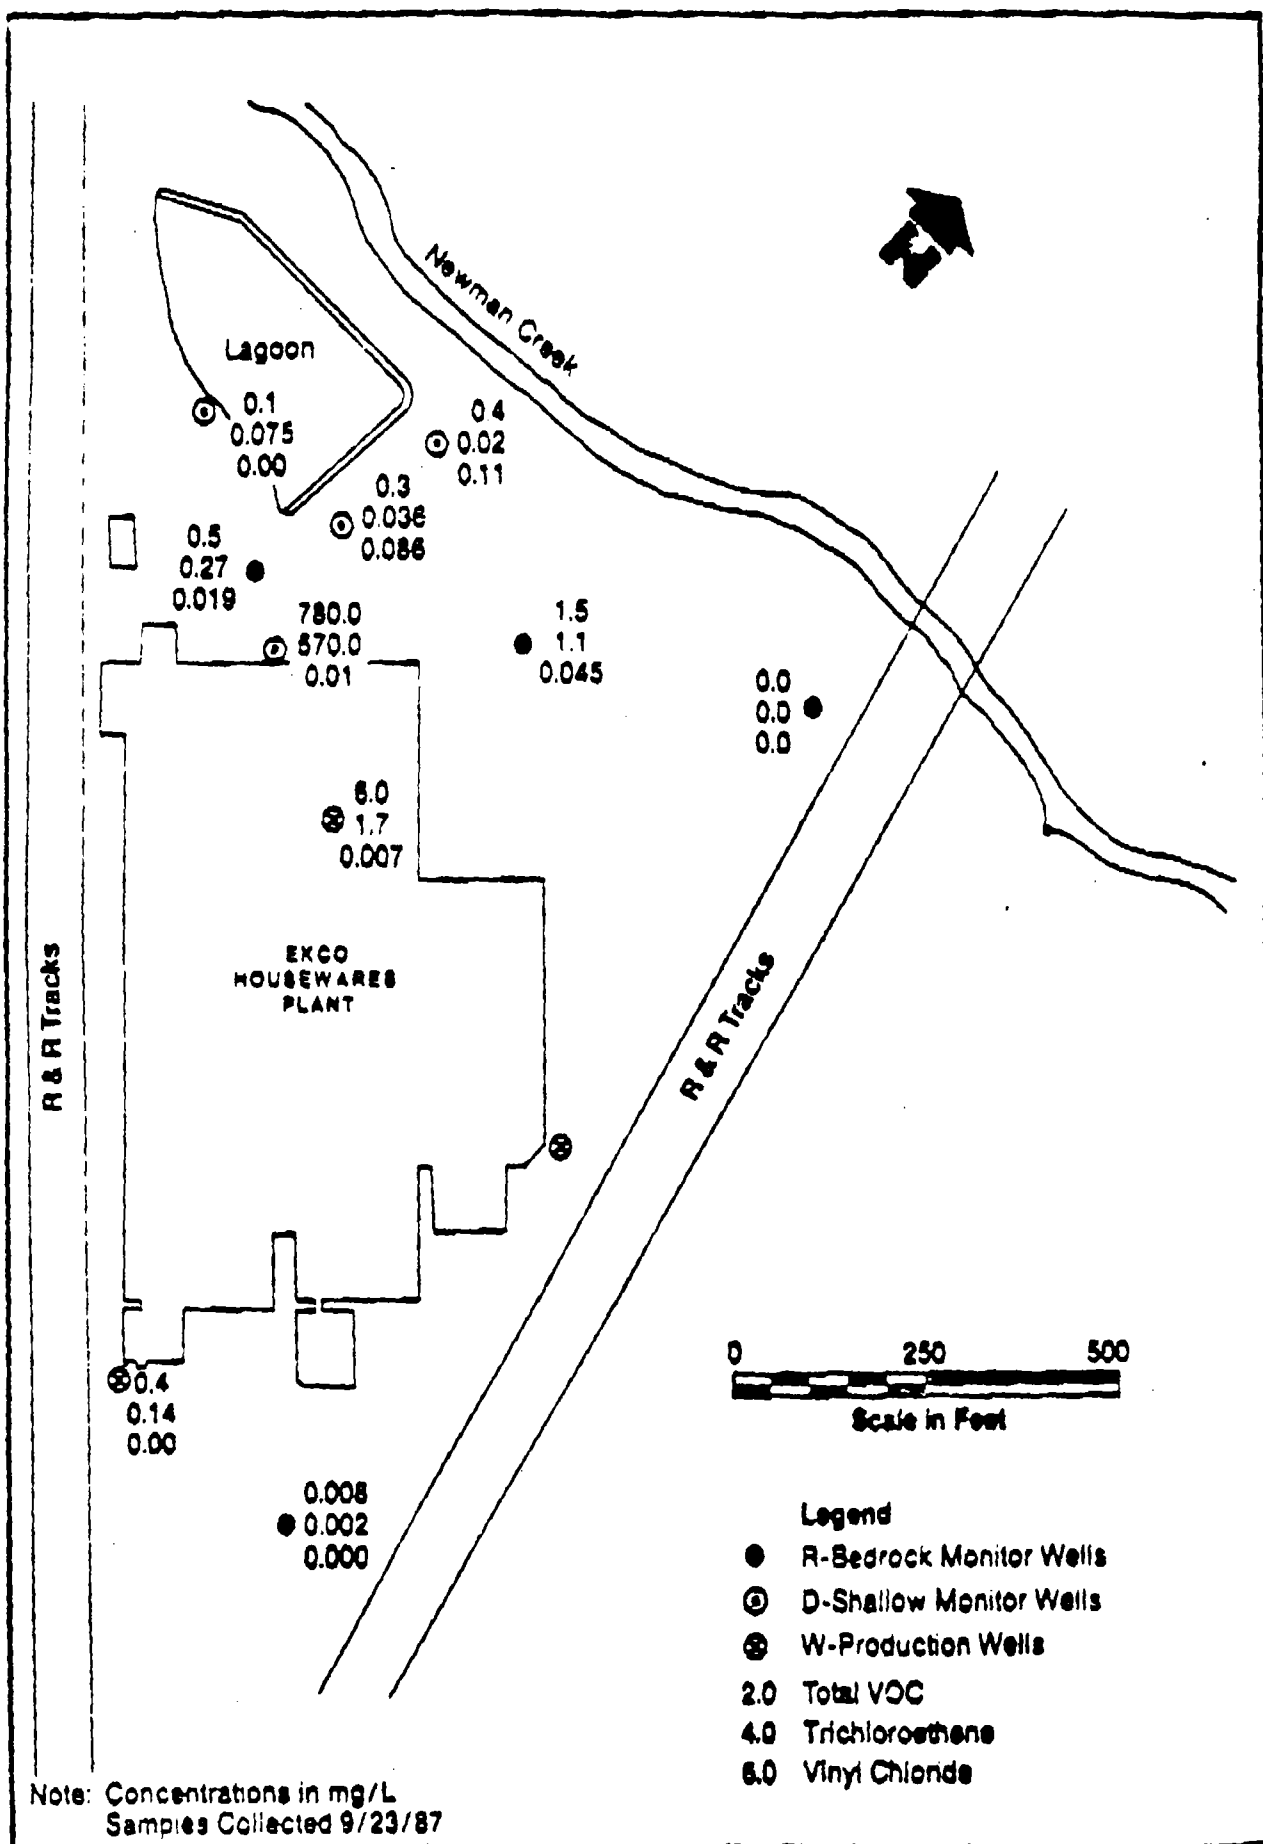 N
Newman Creek
Lagoon
0.1
0.075
0.00
0.4
0.02
0.11
0.3
0.036
0.086
0.5
0.27
0.019
780.0
570.0
0.01
1.5
1.1
0.045
0.0
0.0
0.0
1.7
0.007
EKCO
HOUSEWARES
PLANT
R & R Tracks
R & R Tracks
0.4
0.14
0.00
0.002
0.000
0 250 500
Scale in Feet
Legend
R-Bedrock Monitor Wells
D-Shallow Monitor Wells
W-Production Wells
2.0 Total VOC
4.0 Trichloroethene
6.0 Vinyl Chloride
Note: Concentrations in mg/L
Samples Collected 9/23/87